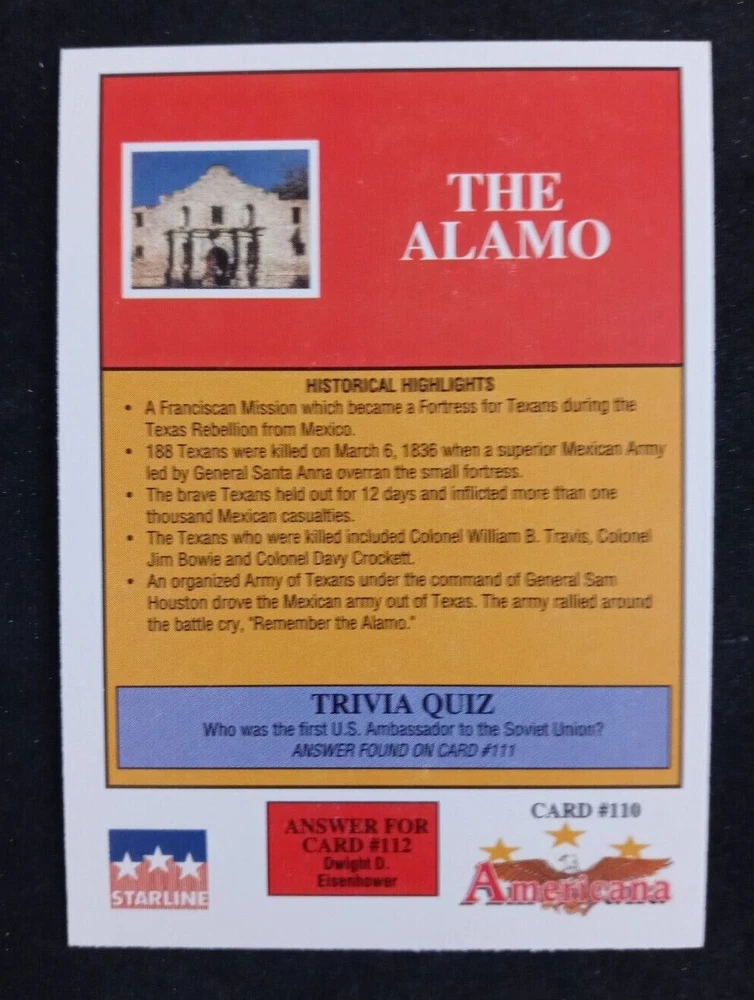 THE
ALAMO
HISTORICAL HIGHLIGHTS
• A Franciscan Mission which became a Fortress for Texans during the
Texas Rebellion from Mexico.
• 188 Texans were killed on March 6, 1836 when a superior Mexican Army
led by General Santa Anna overran the small fortress.
• The brave Texans held out for 12 days and inflicted more than one
thousand Mexican casualties.
• The Texans who were killed included Colonel William B. Travis, Colonel
Jim Bowie and Colonel Davy Crockett.
• An organized Army of Texans under the command of General Sam
Houston drove the Mexican army out of Texas. The army rallied around
the battle cry, "Remember the Alamo."
TRIVIA QUIZ
Who was the first U.S. Ambassador to the Soviet Union?
ANSWER FOUND ON CARD #111
STARLINE
ANSWER FOR
CARD #112
Dwight D.
Eisenhower
CARD #110
Americana